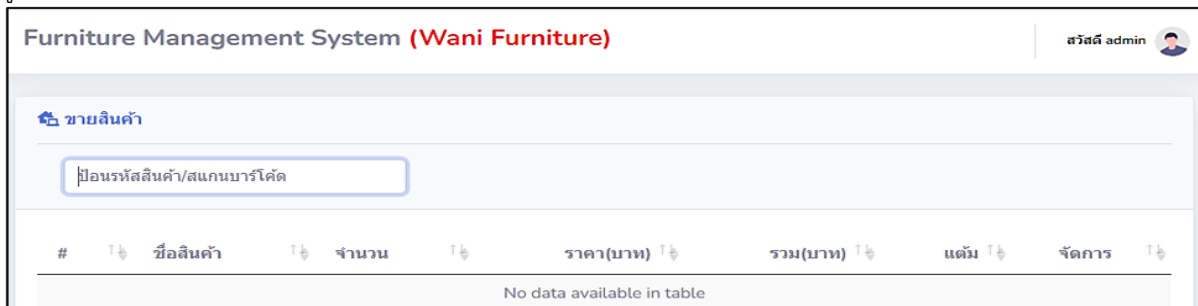 Furniture Management System (Wani Furniture)
สวัสดี admin
ขายสินค้า
ป้อนรหัสสินค้า/สแกนบาร์โค้ด
# ชื่อสินค้า จำนวน ราคา(บาท) รวม(บาท) แต้ม จัดการ
No data available in table